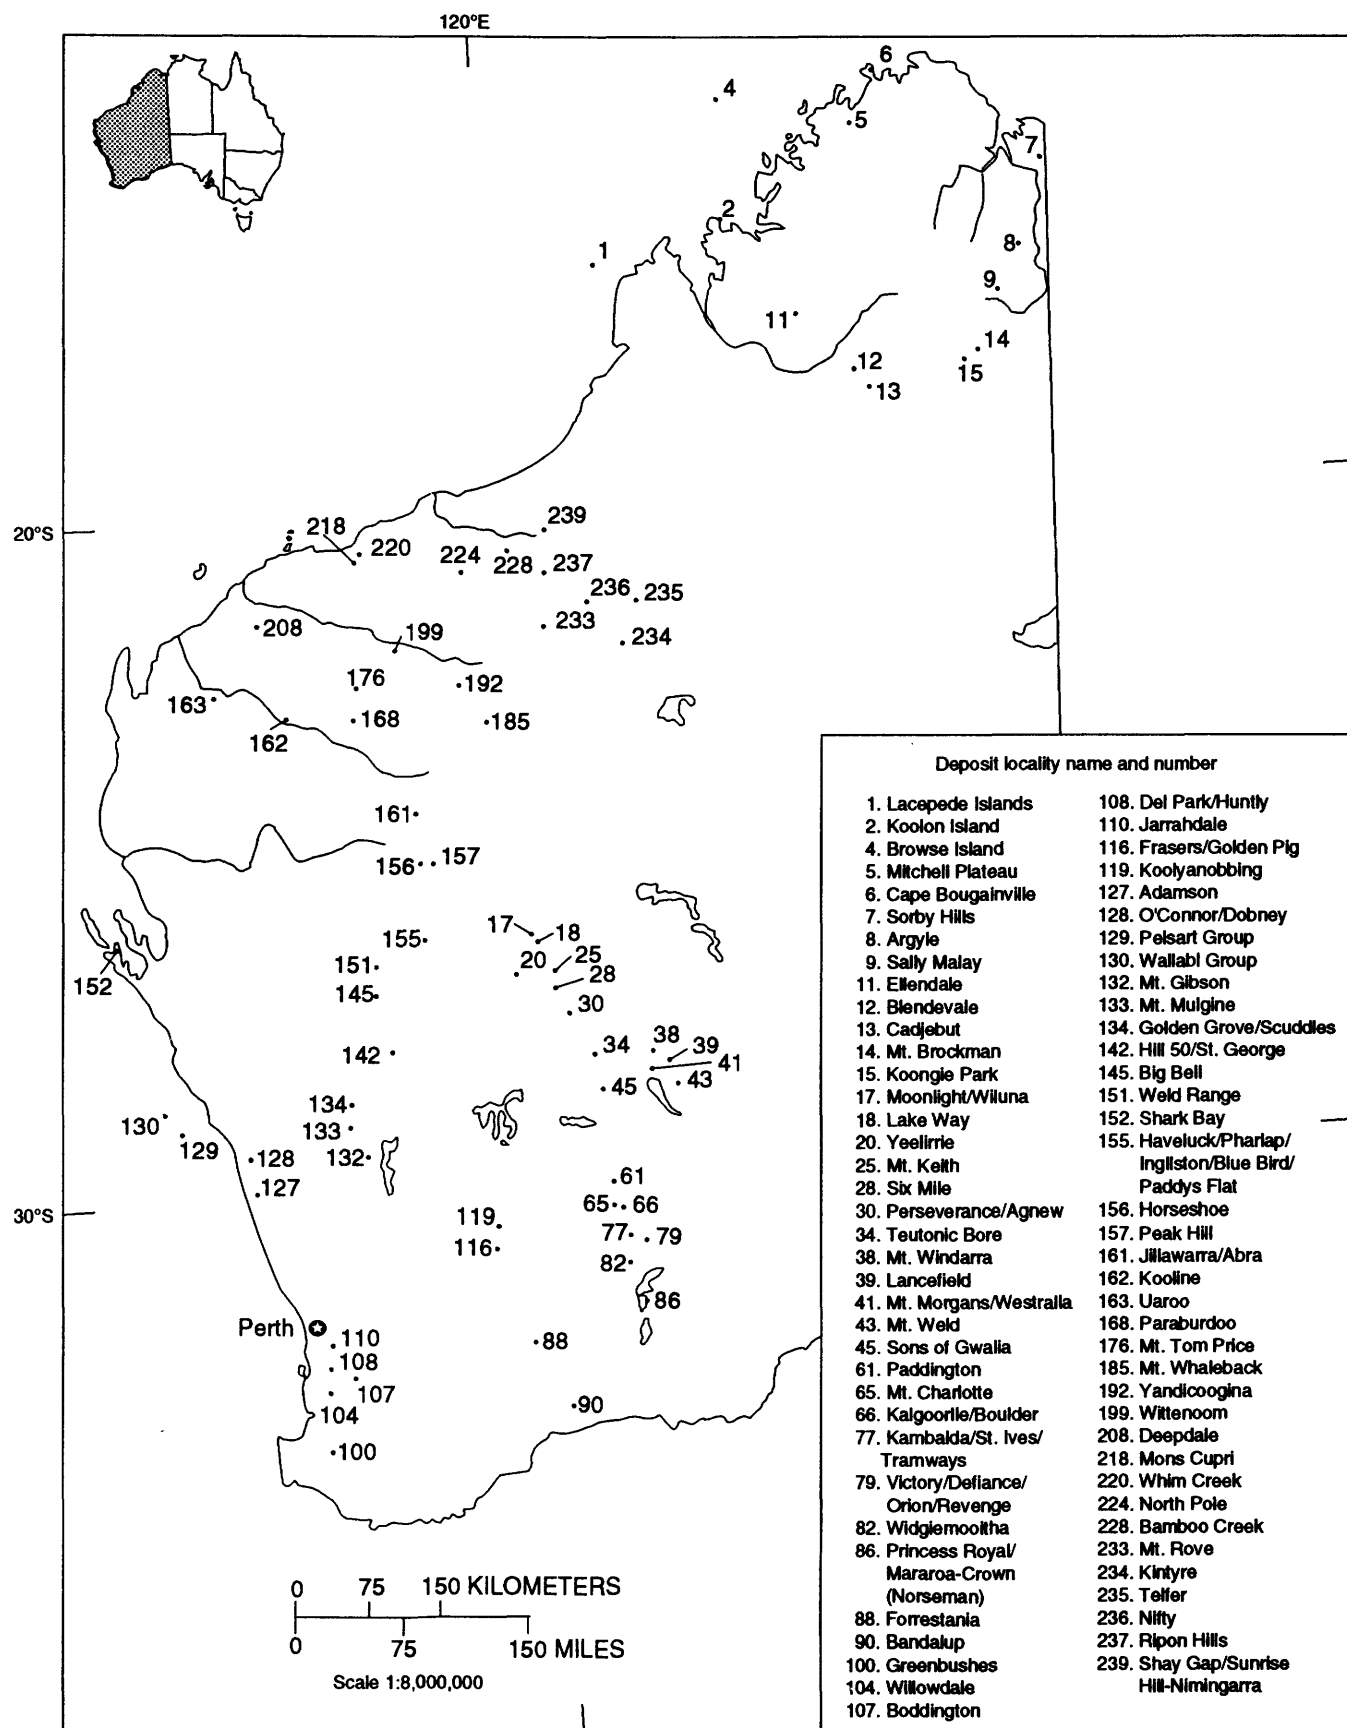 120°E
6
4
5
7
2
8
1
9
11
14
12
15
13
239
20°S
218
220
224
228
237
236
235
233
208
199
234
176
192
163
168
185
162
161
156
157
17
155
18
25
20
151
28
152
145
30
34
38
39
142
41
45
43
134
130
133
129
128
132
127
61
65
66
30°S
119
77
79
116
82
86
Perth
110
88
108
107
90
104
100
0 75 150 KILOMETERS
0 75 150 MILES
Scale 1:8,000,000
Deposit locality name and number
1. Lacepede Islands
2. Koolon Island
4. Browse Island
5. Mitchell Plateau
6. Cape Bougainville
7. Sorby Hills
8. Argyle
9. Sally Malay
11. Ellendale
12. Blendevale
13. Cadjebut
14. Mt. Brockman
15. Koongie Park
17. Moonlight/Wiluna
18. Lake Way
20. Yeelirrie
25. Mt. Keith
28. Six Mile
30. Perseverance/Agnew
34. Teutonic Bore
38. Mt. Windarra
39. Lancefield
41. Mt. Morgans/Westralia
43. Mt. Weld
45. Sons of Gwalia
61. Paddington
65. Mt. Charlotte
66. Kalgoorlie/Boulder
77. Kambalda/St. Ives/
Tramways
79. Victory/Defiance/
Orion/Revenge
82. Widgiemooltha
86. Princess Royal/
Mararoa-Crown
(Norseman)
88. Forrestania
90. Bandalup
100. Greenbushes
104. Willowdale
107. Boddington
108. Del Park/Huntly
110. Jarrahdale
116. Frasers/Golden Pig
119. Koolyanobbing
127. Adamson
128. O'Connor/Dobney
129. Pelsart Group
130. Wallabi Group
132. Mt. Gibson
133. Mt. Mulgine
134. Golden Grove/Scuddles
142. Hill 50/St. George
145. Big Bell
151. Weld Range
152. Shark Bay
155. Haveluck/Pharlap/
Ingliston/Blue Bird/
Paddys Flat
156. Horseshoe
157. Peak Hill
161. Jillawarra/Abra
162. Kooline
163. Uaroo
168. Paraburdoo
176. Mt. Tom Price
185. Mt. Whaleback
192. Yandicoogina
199. Wittenoom
208. Deepdale
218. Mons Cupri
220. Whim Creek
224. North Pole
228. Bamboo Creek
233. Mt. Rove
234. Kintyre
235. Telfer
236. Nifty
237. Ripon Hills
239. Shay Gap/Sunrise
Hill-Nimingarra